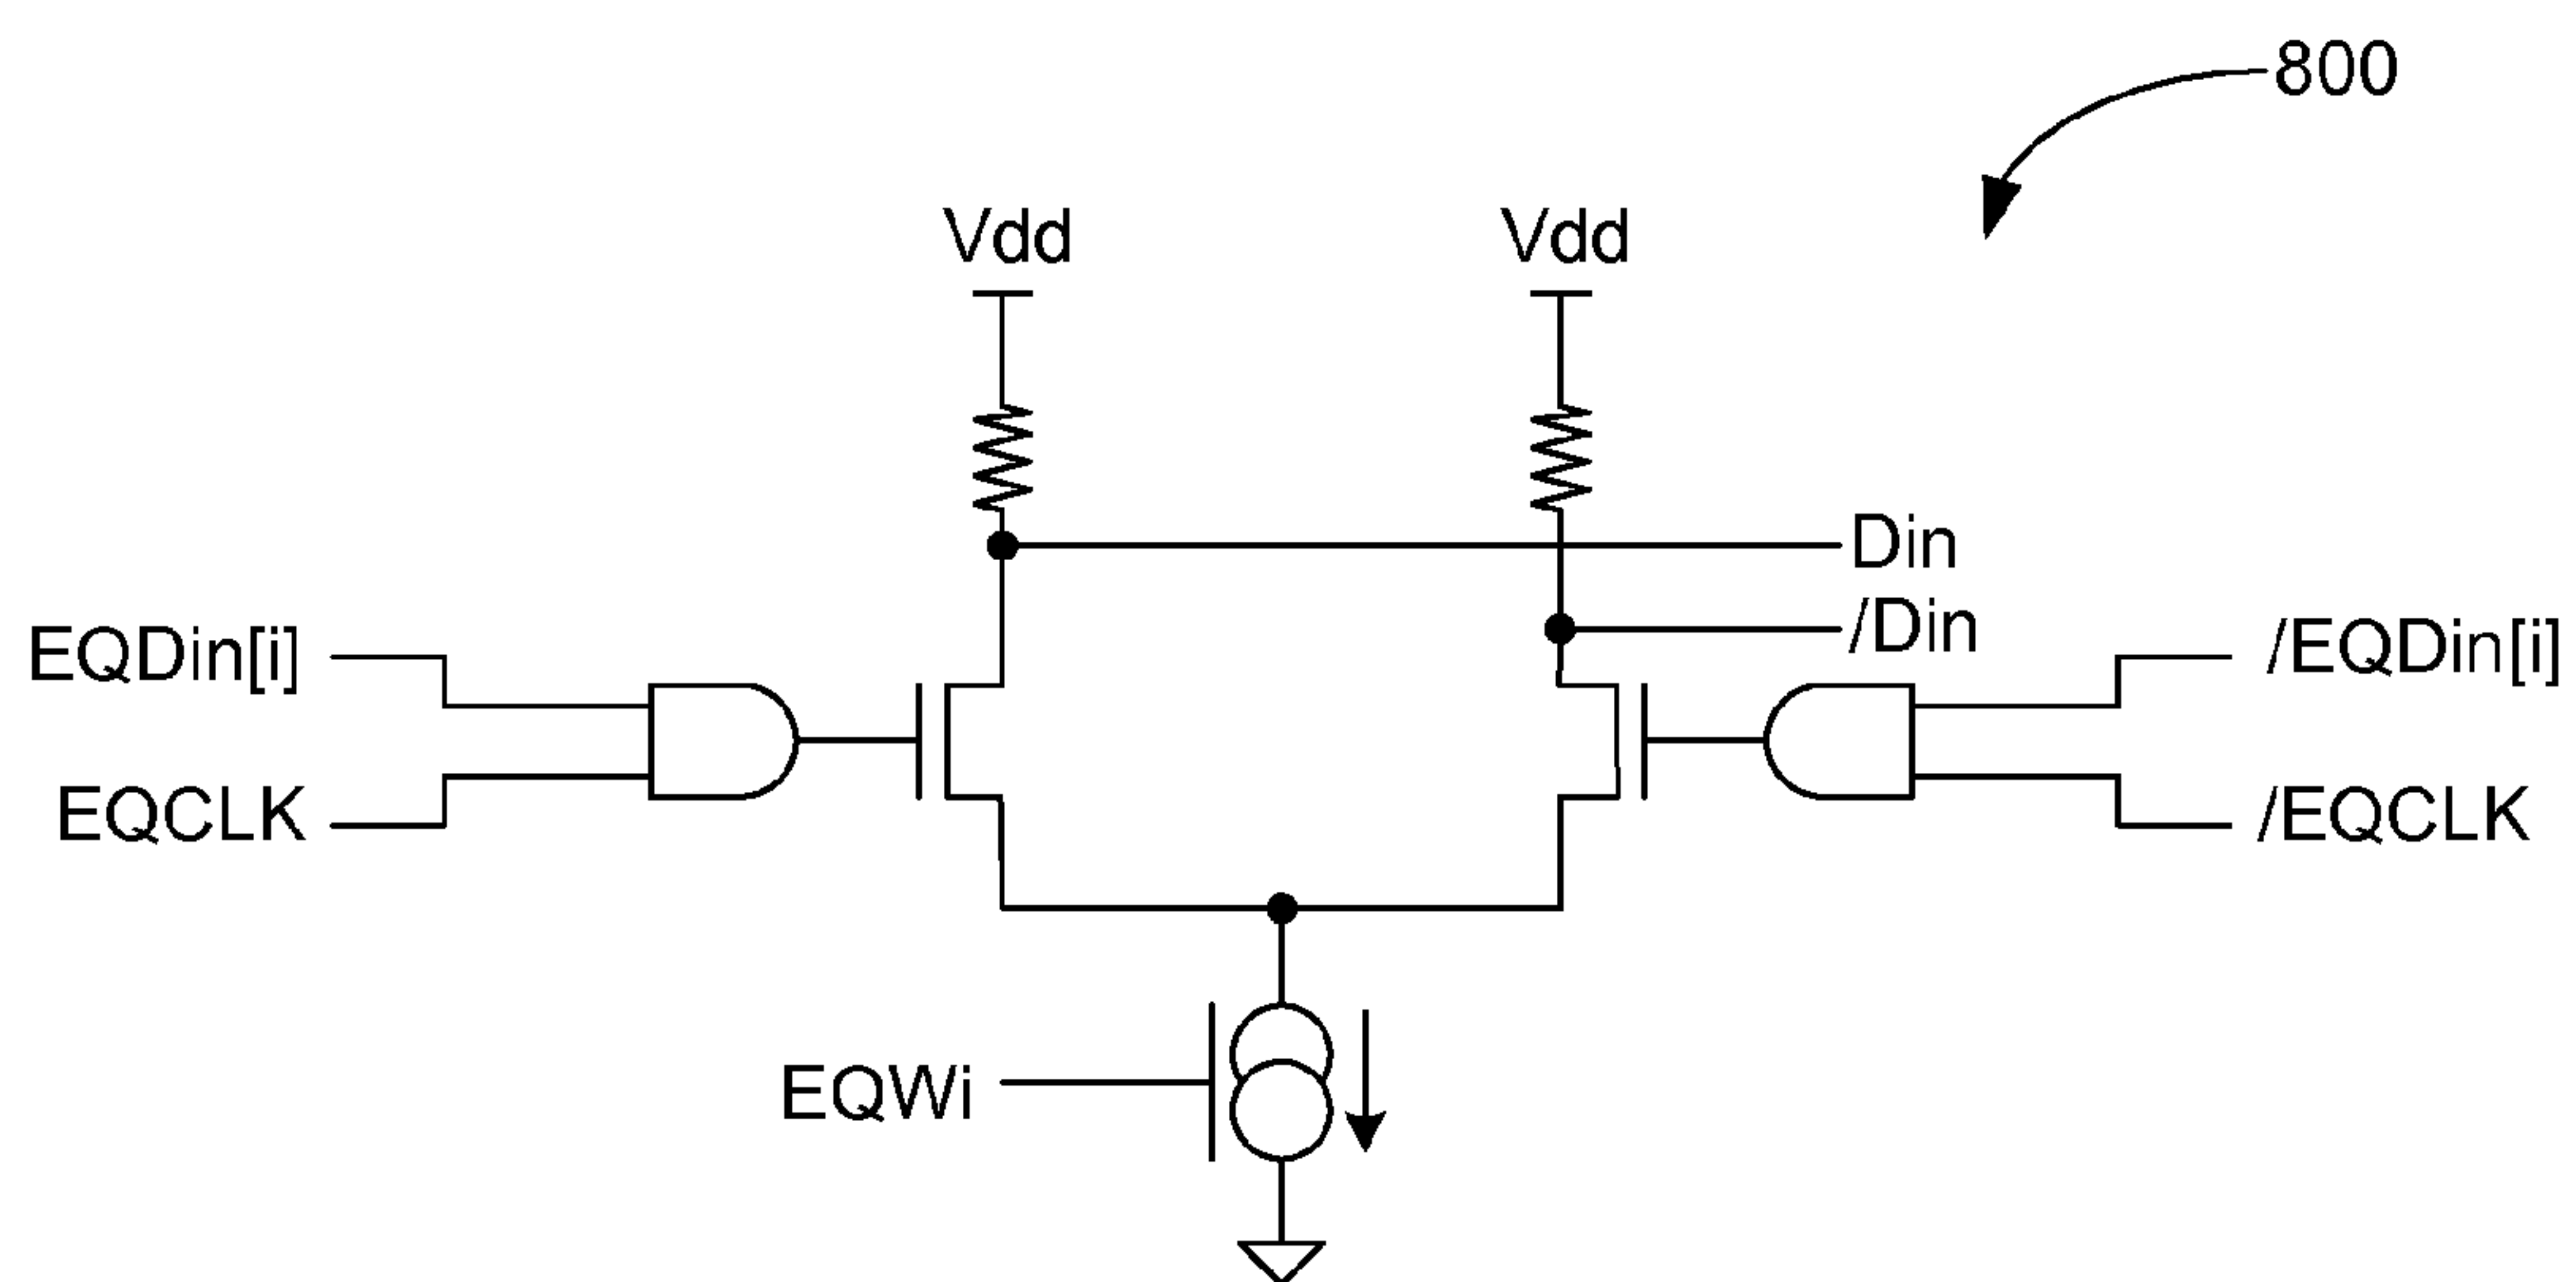 800
Vdd
Vdd
Din
/Din
EQDin[i]
/EQDin[i]
EQCLK
/EQCLK
EQWi